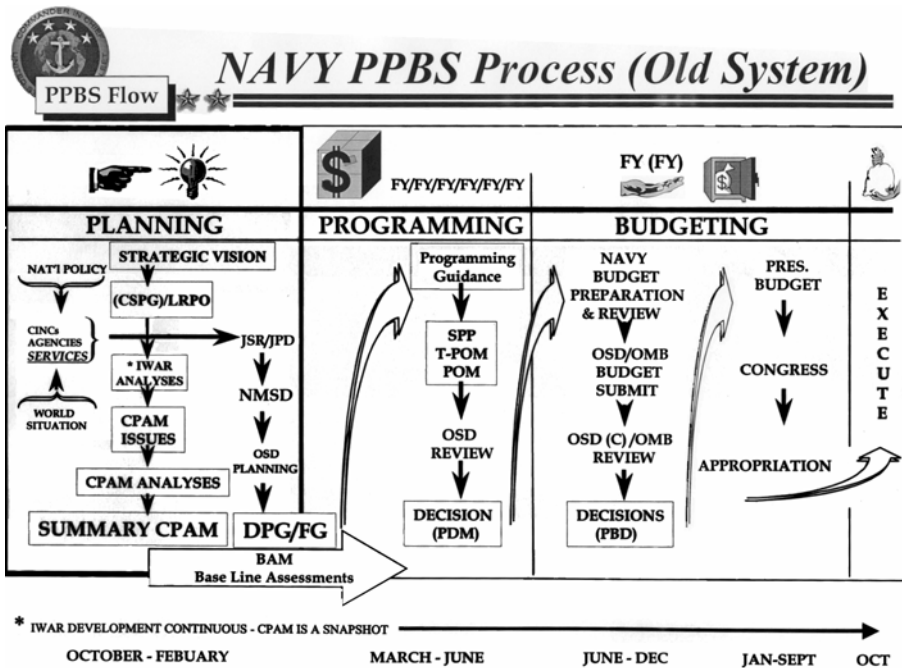 COMMANDER IN CHIEF
NAVY PPBS Process (Old System)
PPBS Flow
$
FY/FY/FY/FY/FY/FY
FY (FY)
$
PLANNING
PROGRAMMING
BUDGETING
STRATEGIC VISION
NAT'I POLICY
(CSPG)/LRPO
CINCs
AGENCIES
SERVICES
JSR/JPD
* IWAR
ANALYSES
NMSD
WORLD
SITUATION
CPAM
ISSUES
OSD
PLANNING
CPAM ANALYSES
SUMMARY CPAM
DPG/FG
BAM
Base Line Assessments
Programming
Guidance
SPP
T-POM
POM
OSD
REVIEW
DECISION
(PDM)
NAVY
BUDGET
PREPARATION
& REVIEW
OSD/OMB
BUDGET
SUBMIT
OSD (C)/OMB
REVIEW
DECISIONS
(PBD)
PRES.
BUDGET
CONGRESS
APPROPRIATION
EXECUTE
* IWAR DEVELOPMENT CONTINUOUS - CPAM IS A SNAPSHOT
OCTOBER - FEBUARY
MARCH - JUNE
JUNE - DEC
JAN-SEPT
OCT